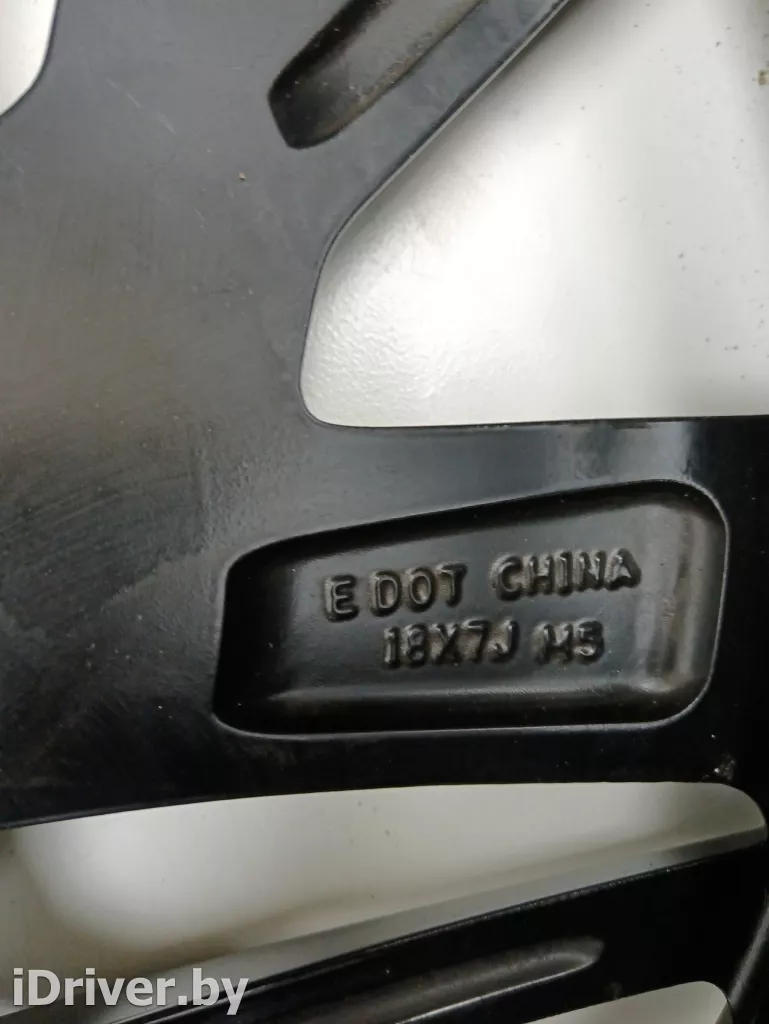 E DOT CHINA
18X7J H5
iDriver.by